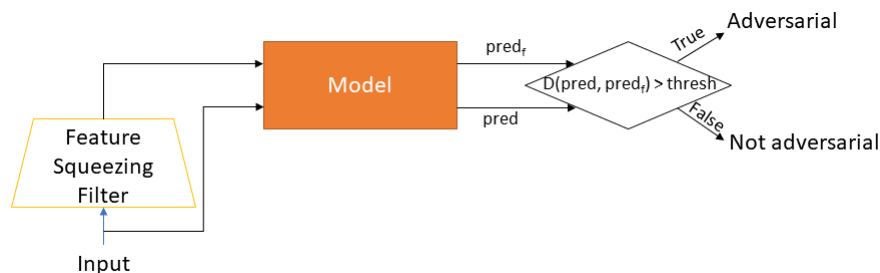 Adversarial
True
pred_f
Model
D(pred, pred_f) > thresh
pred
False
Not adversarial
Feature
Squeezing
Filter
Input